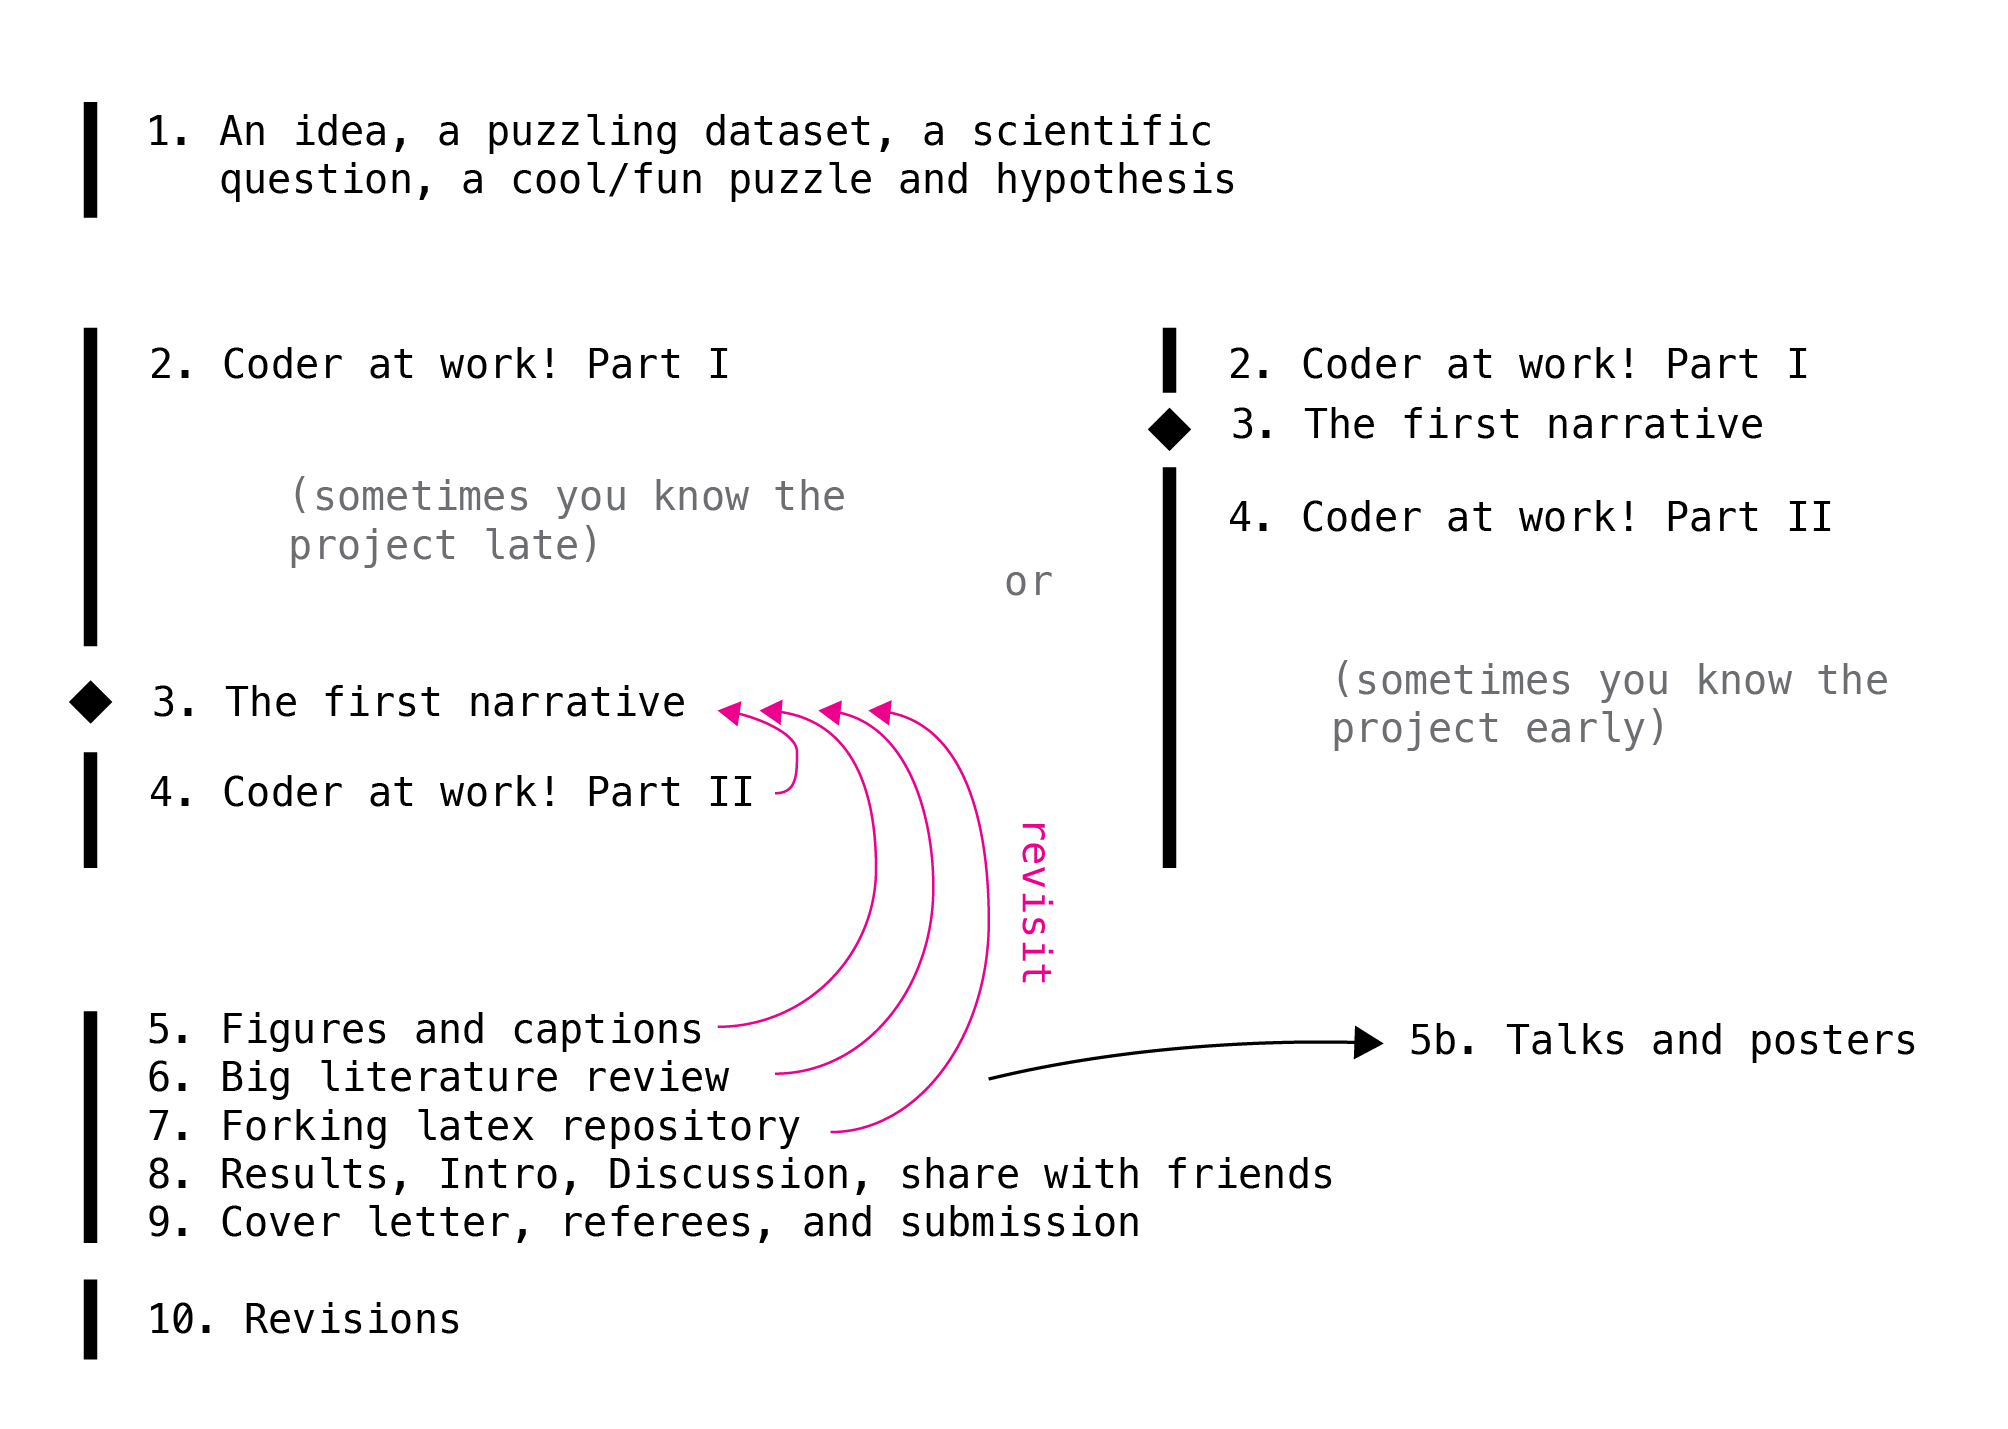 1. An idea, a puzzling dataset, a scientific
question, a cool/fun puzzle and hypothesis
2. Coder at work! Part I
(sometimes you know the
project late)
3. The first narrative
4. Coder at work! Part II
or
2. Coder at work! Part I
3. The first narrative
4. Coder at work! Part II
(sometimes you know the
project early)
revisit
5. Figures and captions
6. Big literature review
7. Forking latex repository
8. Results, Intro, Discussion, share with friends
9. Cover letter, referees, and submission
5b. Talks and posters
10. Revisions